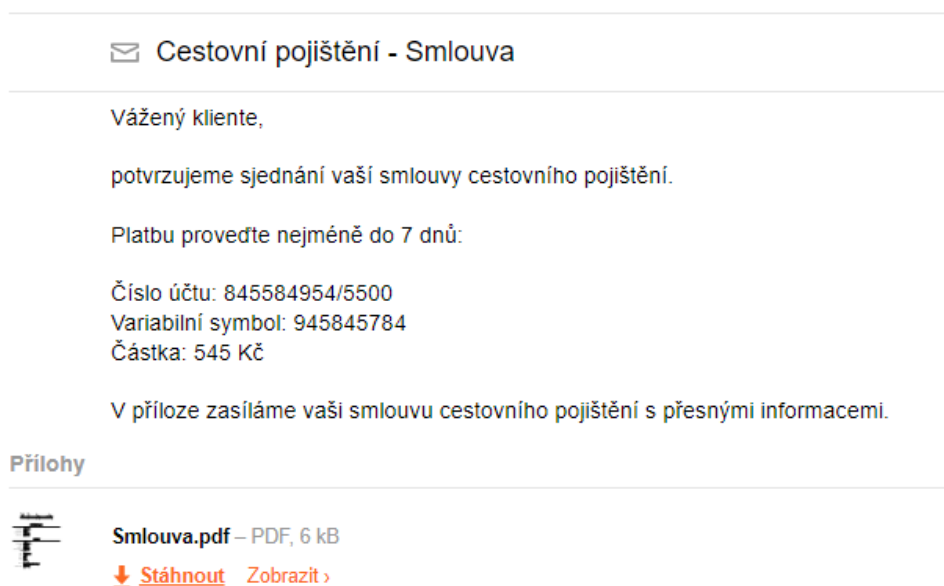 Cestovní pojištění - Smlouva
Vážený kliente,
potvrzujeme sjednání vaší smlouvy cestovního pojištění.
Platbu proveďte nejméně do 7 dnů:
Číslo účtu: 845584954/5500
Variabilní symbol: 945845784
Částka: 545 Kč
V příloze zasíláme vaši smlouvu cestovního pojištění s přesnými informacemi.
Přílohy
Smlouva.pdf – PDF, 6 kB
Stáhnout Zobrazit ›